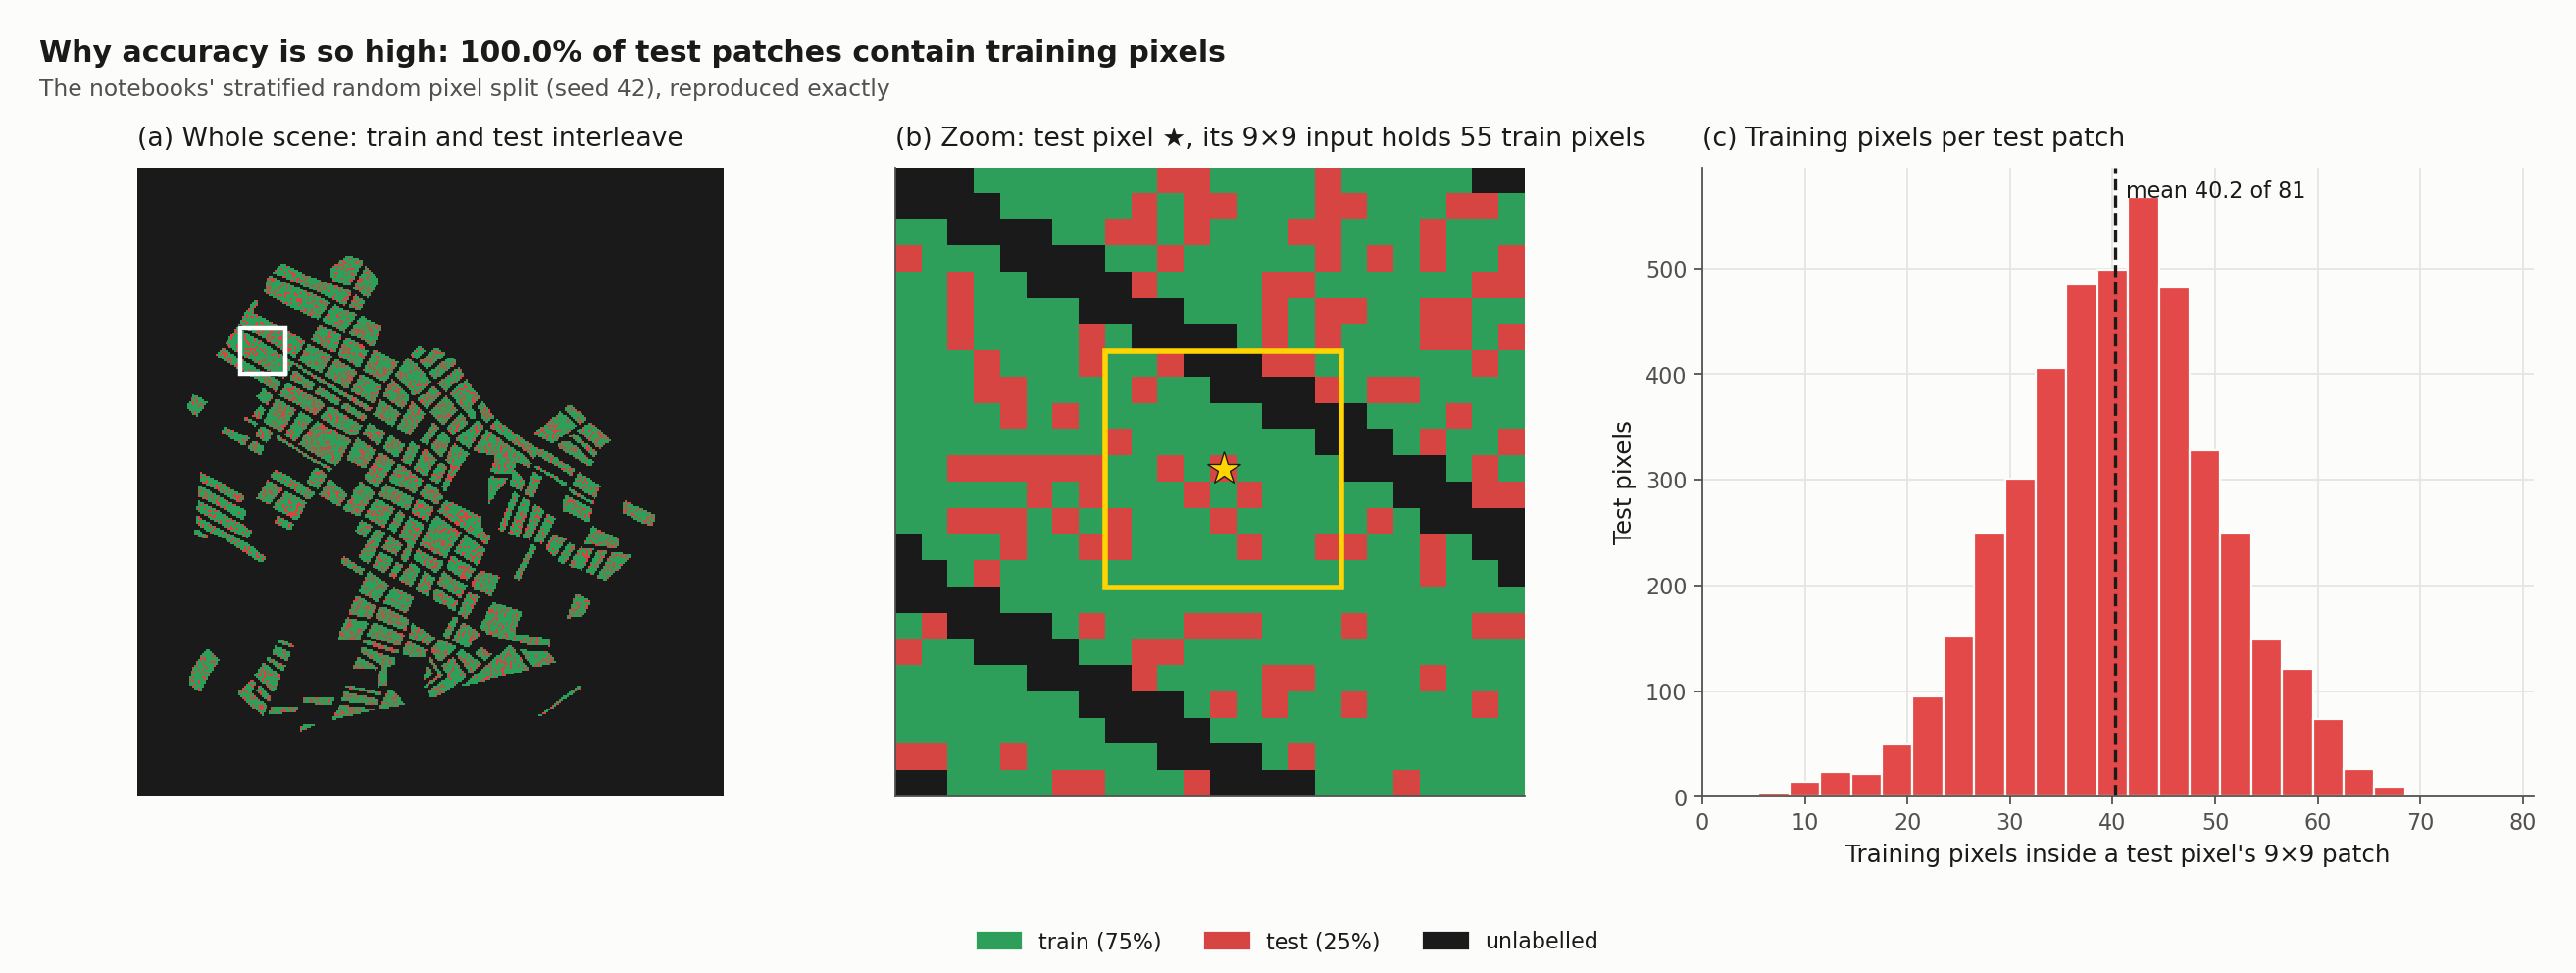 Why accuracy is so high: 100.0% of test patches contain training pixels
The notebooks' stratified random pixel split (seed 42), reproduced exactly
(a) Whole scene: train and test interleave
(b) Zoom: test pixel ★, its 9×9 input holds 55 train pixels
(c) Training pixels per test patch
mean 40.2 of 81
Test pixels
500
400
300
200
100
0
0 10 20 30 40 50 60 70 80
Training pixels inside a test pixel's 9×9 patch
train (75%) test (25%) unlabelled